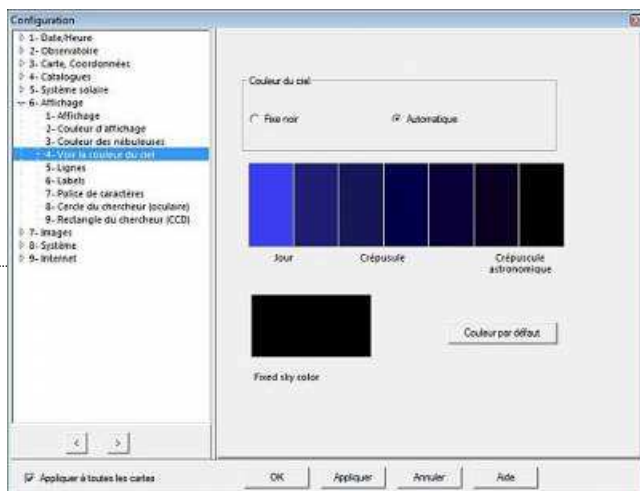 Configuration
1- Date/Heure
2- Observatoire
3- Carte, Coordonnées
4- Catalogues
5- Système solaire
6- Affichage
1- Affichage
2- Couleur d'affichage
3- Couleur des nébuleuses
4- Voir la couleur du ciel
5- Lignes
6- Labels
7- Police de caractères
8- Cercle du chercheur (oculaire)
9- Rectangle du chercheur (CCD)
7- Images
8- Système
9- Internet
< >
Appliquer à toutes les cartes
Couleur du ciel
Fixe noir Automatique
Jour Crépusule Crépuscule
astronomique
Couleur par défaut
Fixed sky color
OK Appliquer Annuler Aide